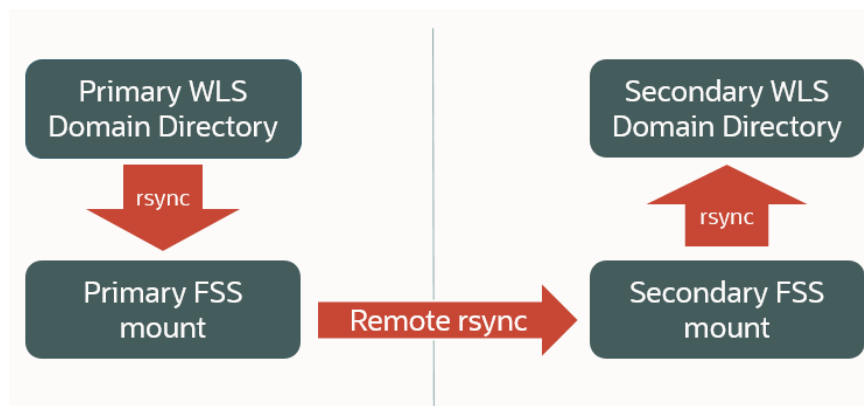 Primary WLS
Domain Directory
rsync
Primary FSS
mount
Remote rsync
Secondary WLS
Domain Directory
rsync
Secondary FSS
mount